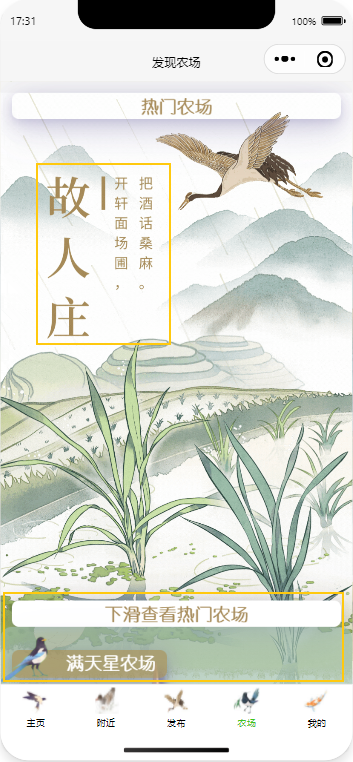 17:31
100%
发现农场
热门农场
故人庄
开轩面场圃，
把酒话桑麻。
下滑查看热门农场
满天星农场
主页
附近
发布
农场
我的